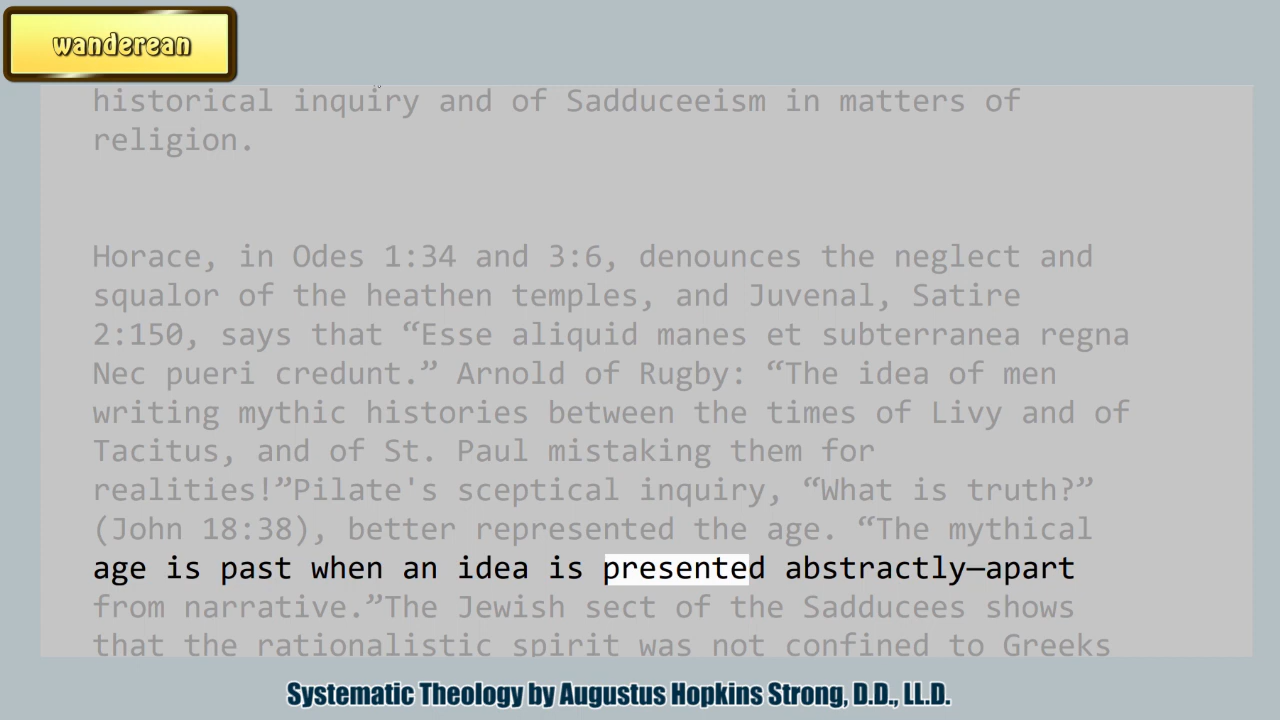 wanderean
historical inquiry and of Sadduceeism in matters of
religion.
Horace, in Odes 1:34 and 3:6, denounces the neglect and
squalor of the heathen temples, and Juvenal, Satire
2:150, says that “Esse aliquid manes et subterranea regna
Nec pueri credunt.” Arnold of Rugby: “The idea of men
writing mythic histories between the times of Livy and of
Tacitus, and of St. Paul mistaking them for
realities!”Pilate's sceptical inquiry, “What is truth?”
(John 18:38), better represented the age. “The mythical
age is past when an idea is presented abstractly—apart
from narrative.”The Jewish sect of the Sadducees shows
that the rationalistic spirit was not confined to Greeks
Systematic Theology by Augustus Hopkins Strong, D.D., LL.D.